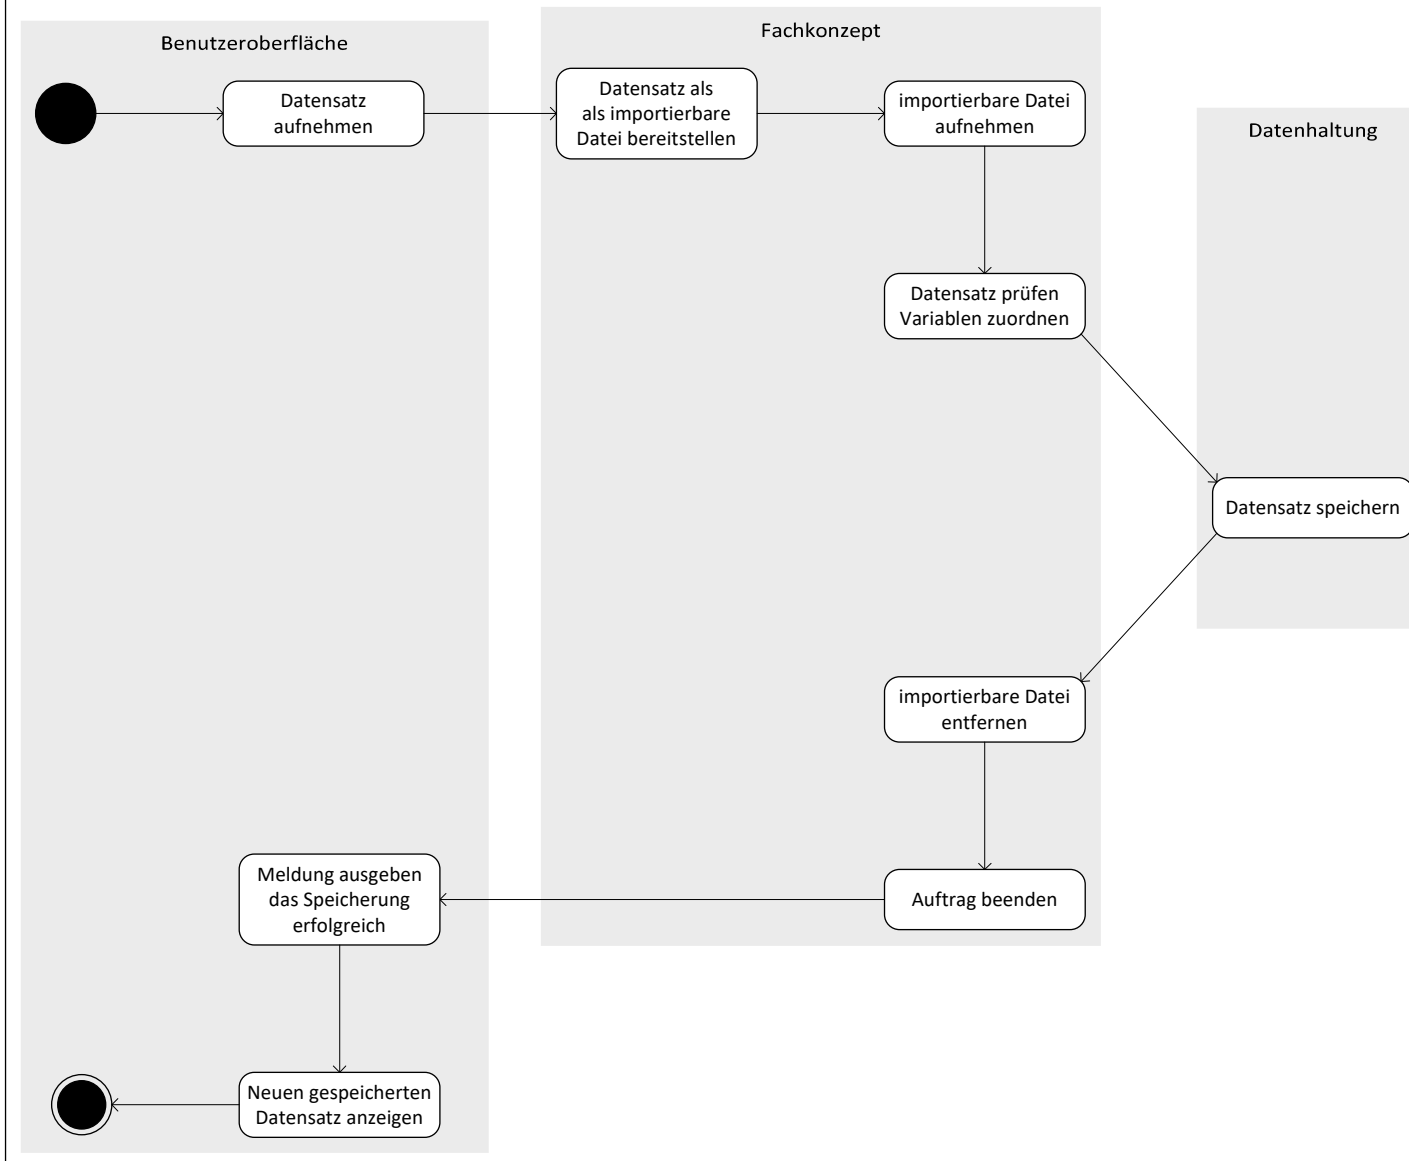 Benutzeroberfläche
Fachkonzept
Datenhaltung
Datensatz
aufnehmen
Datensatz als
als importierbare
Datei bereitstellen
importierbare Datei
aufnehmen
Datensatz prüfen
Variablen zuordnen
Datensatz speichern
importierbare Datei
entfernen
Auftrag beenden
Meldung ausgeben
das Speicherung
erfolgreich
Neuen gespeicherten
Datensatz anzeigen